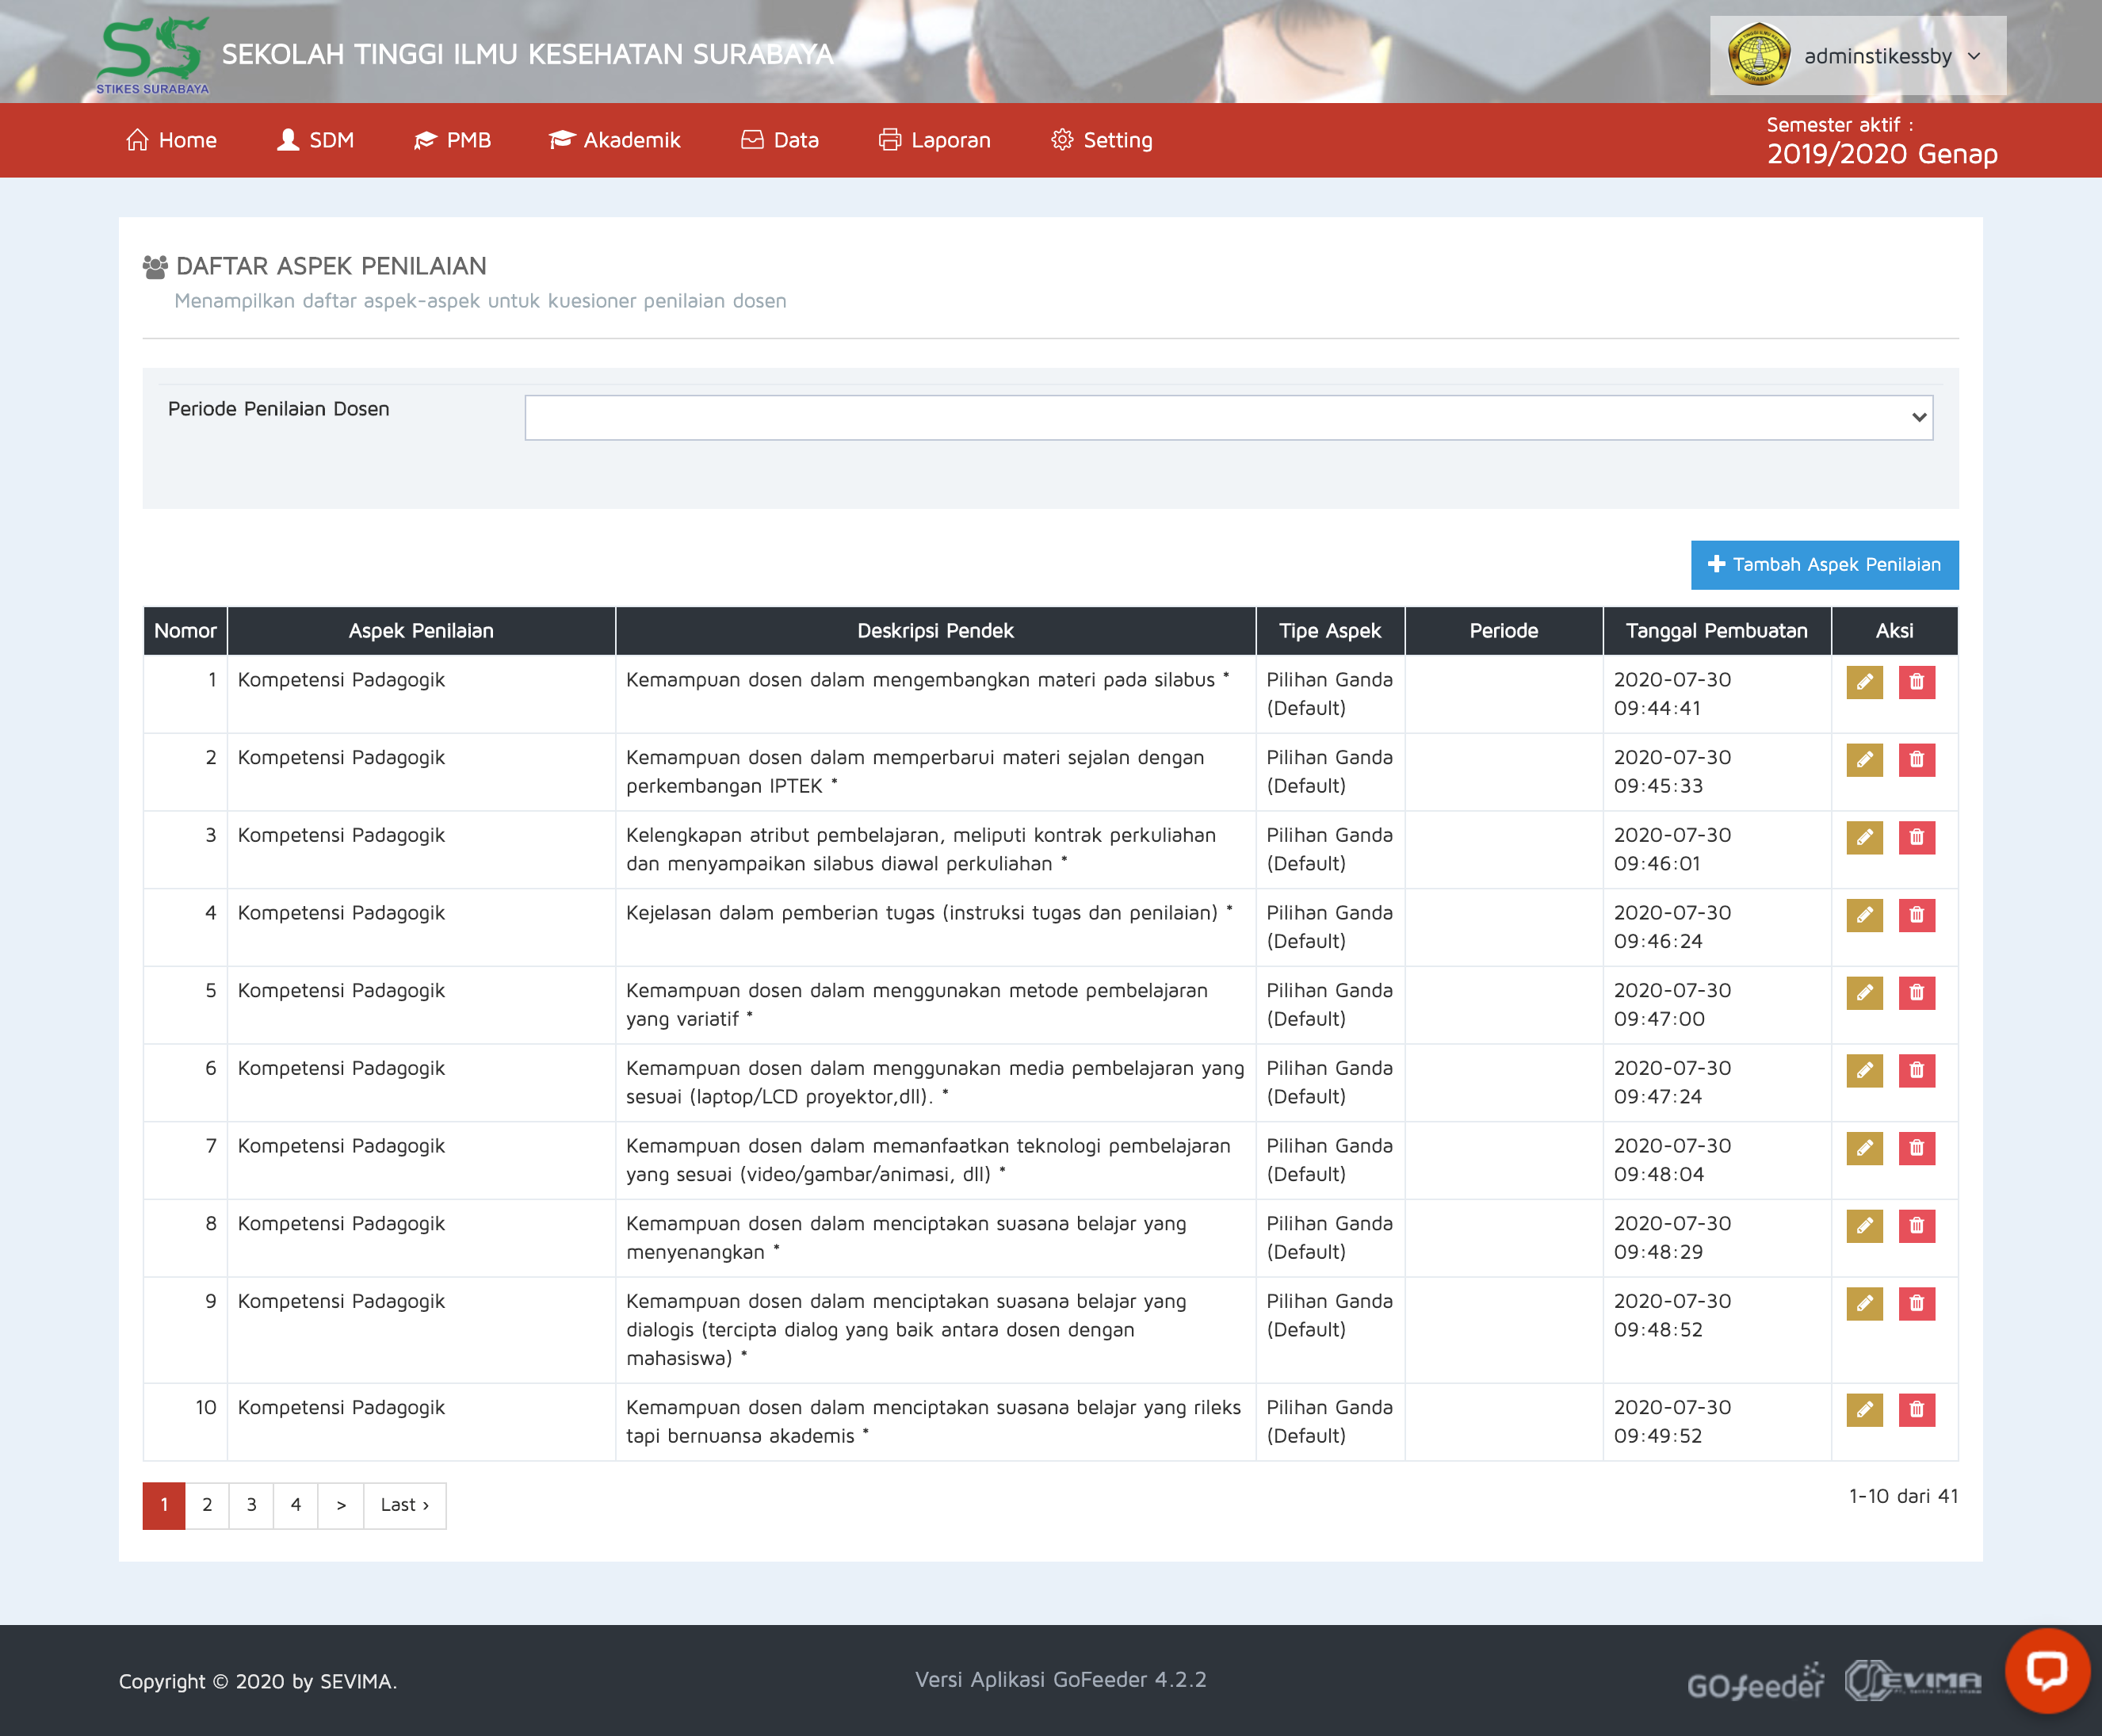 STIKES SURABAYA
SEKOLAH TINGGI ILMU KESEHATAN SURABAYA
adminstikessby
Home
SDM
PMB
Akademik
Data
Laporan
Setting
Semester aktif :
2019/2020 Genap
DAFTAR ASPEK PENILAIAN
Menampilkan daftar aspek-aspek untuk kuesioner penilaian dosen
Periode Penilaian Dosen
Tambah Aspek Penilaian
Nomor Aspek Penilaian Deskripsi Pendek Tipe Aspek Periode Tanggal Pembuatan Aksi
1 Kompetensi Padagogik Kemampuan dosen dalam mengembangkan materi pada silabus * Pilihan Ganda 2020-07-30
(Default) 09:44:41
2 Kompetensi Padagogik Kemampuan dosen dalam memperbarui materi sejalan dengan Pilihan Ganda 2020-07-30
perkembangan IPTEK * (Default) 09:45:33
3 Kompetensi Padagogik Kelengkapan atribut pembelajaran, meliputi kontrak perkuliahan Pilihan Ganda 2020-07-30
dan menyampaikan silabus diawal perkuliahan * (Default) 09:46:01
4 Kompetensi Padagogik Kejelasan dalam pemberian tugas (instruksi tugas dan penilaian) * Pilihan Ganda 2020-07-30
(Default) 09:46:24
5 Kompetensi Padagogik Kemampuan dosen dalam menggunakan metode pembelajaran Pilihan Ganda 2020-07-30
yang variatif * (Default) 09:47:00
6 Kompetensi Padagogik Kemampuan dosen dalam menggunakan media pembelajaran yang Pilihan Ganda 2020-07-30
sesuai (laptop/LCD proyektor,dll). * (Default) 09:47:24
7 Kompetensi Padagogik Kemampuan dosen dalam memanfaatkan teknologi pembelajaran Pilihan Ganda 2020-07-30
yang sesuai (video/gambar/animasi, dll) * (Default) 09:48:04
8 Kompetensi Padagogik Kemampuan dosen dalam menciptakan suasana belajar yang Pilihan Ganda 2020-07-30
menyenangkan * (Default) 09:48:29
9 Kompetensi Padagogik Kemampuan dosen dalam menciptakan suasana belajar yang Pilihan Ganda 2020-07-30
dialogis (tercipta dialog yang baik antara dosen dengan (Default) 09:48:52
mahasiswa) *
10 Kompetensi Padagogik Kemampuan dosen dalam menciptakan suasana belajar yang rileks Pilihan Ganda 2020-07-30
tapi bernuansa akademis * (Default) 09:49:52
1 2 3 4 > Last ›
1-10 dari 41
Copyright © 2020 by SEVIMA.
Versi Aplikasi GoFeeder 4.2.2
GOfeeder
SEVIMA